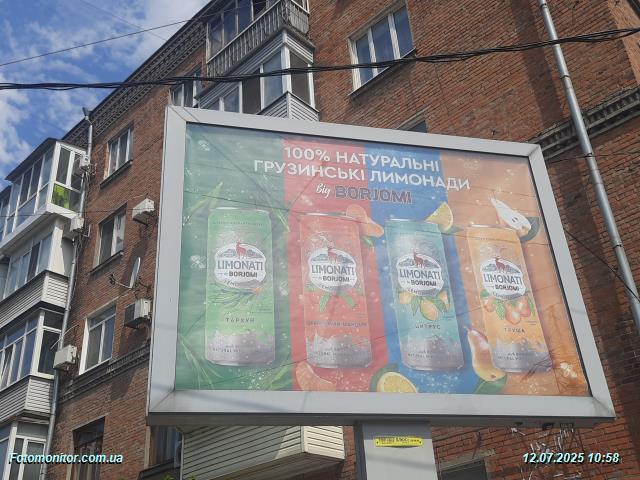 100% НАТУРАЛЬНІ
ГРУЗИНСЬКІ ЛИМОНАДИ
від BORJOMI
LIMONATI
BORJOMI
LIMONATI
BORJOMI
LIMONATI
BORJOMI
LIMONATI
BORJOMI
ТАРХУН
ЦИТРУС
ГРУША
Fotomonitor.com.ua
12.07.2025 10:58